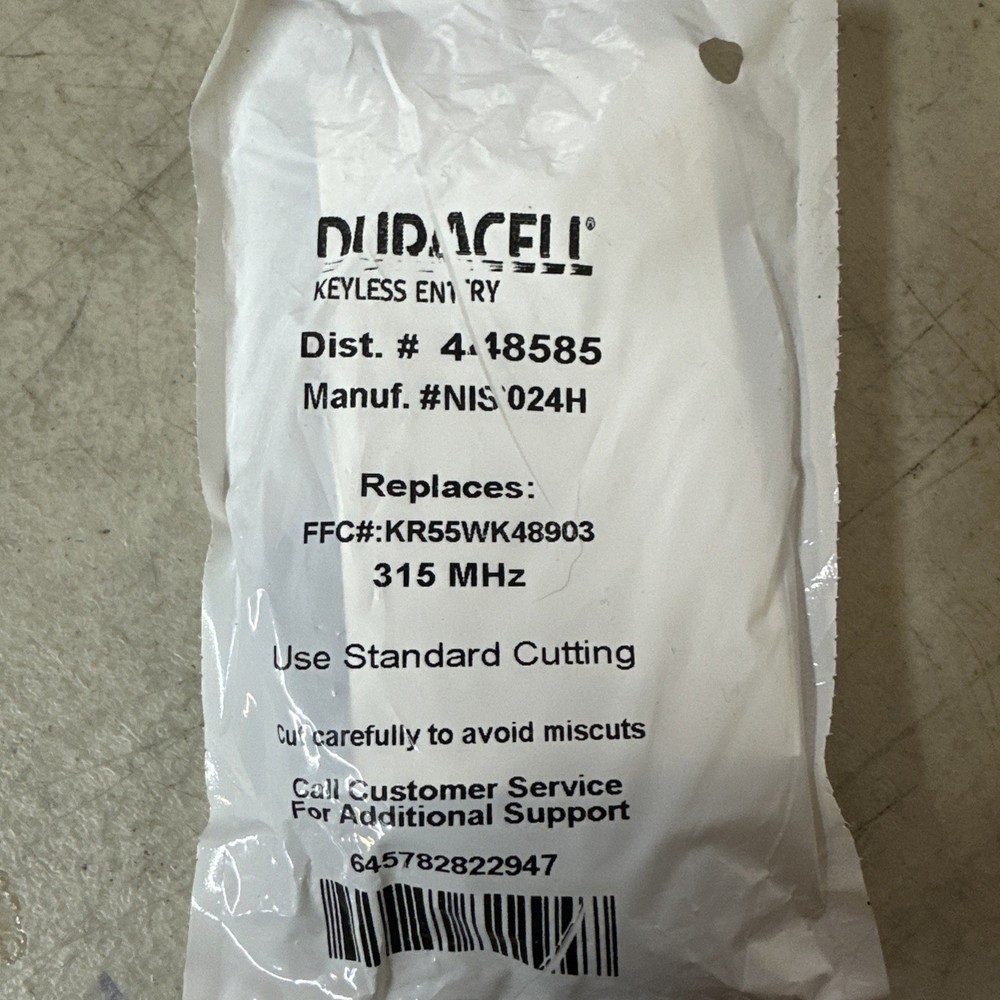 DURACELL®
KEYLESS ENTRY
Dist. # 448585
Manuf. #NIS024H
Replaces:
FFC#:KR55WK48903
315 MHz
Use Standard Cutting
Cut carefully to avoid miscuts
Call Customer Service
For Additional Support
645782822947